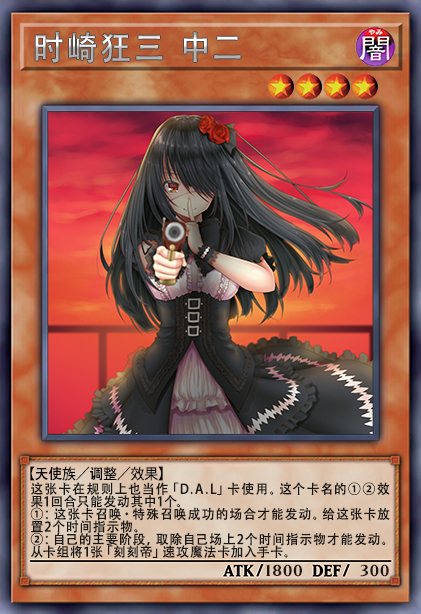 时崎狂三 中二
やみ
闇
【天使族／调整／效果】
这张卡在规则上也当作「D.A.L」卡使用。这个卡名的①②效
果1回合只能发动其中1个。
①：这张卡召唤·特殊召唤成功的场合才能发动。给这张卡放
置2个时间指示物。
②：自己的主要阶段，取除自己场上2个时间指示物才能发动。
从卡组将1张「刻刻帝」速攻魔法卡加入手卡。
ATK/1800 DEF/ 300